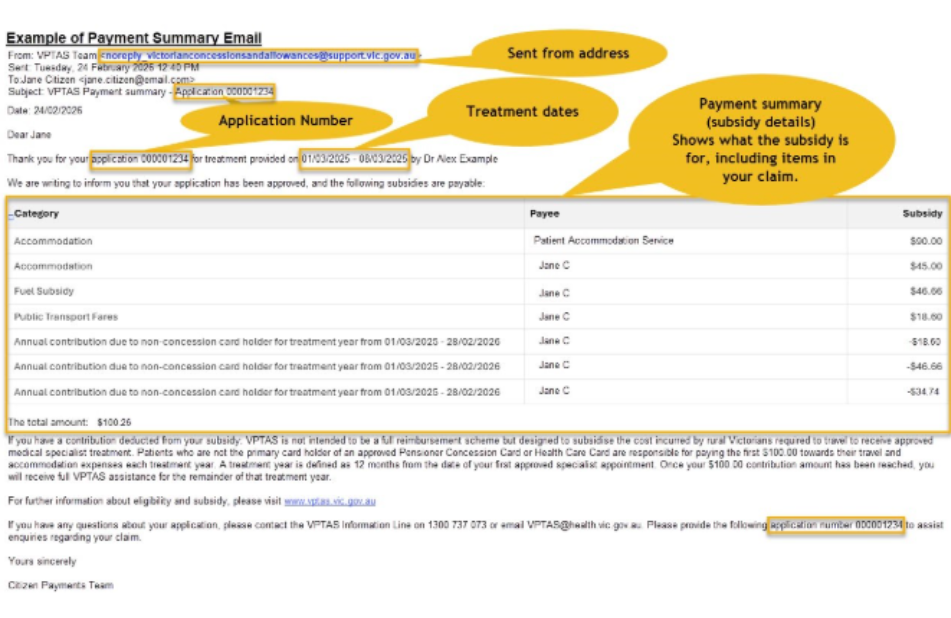 Example of Payment Summary Email
From: VPTAS Team <noreply_victorianconcessionsandallowances@support.vic.gov.au>
Sent from address
Sent: Tuesday, 24 February 2026 12:40 PM
To:Jane Citizen <jane.citizen@email.com>
Subject: VPTAS Payment summary - Application 000001234
Date: 24/02/2026
Application Number
Treatment dates
Payment summary
(subsidy details)
Shows what the subsidy is
for, including items in
your claim.
Dear Jane
Thank you for your application 000001234 for treatment provided on 01/03/2025 - 08/03/2025 by Dr Alex Example
We are writing to inform you that your application has been approved, and the following subsidies are payable:
Category Payee Subsidy
Accommodation Patient Accommodation Service $90.00
Accommodation Jane C $45.00
Fuel Subsidy Jane C $46.66
Public Transport Fares Jane C $18.60
Annual contribution due to non-concession card holder for treatment year from 01/03/2025 - 28/02/2026 Jane C -$18.60
Annual contribution due to non-concession card holder for treatment year from 01/03/2025 - 28/02/2026 Jane C -$46.66
Annual contribution due to non-concession card holder for treatment year from 01/03/2025 - 28/02/2026 Jane C -$34.74
The total amount: $100.26
If you have a contribution deducted from your subsidy: VPTAS is not intended to be a full reimbursement scheme but designed to subsidise the cost incurred by rural Victorians required to travel to receive approved
medical specialist treatment. Patients who are not the primary card holder of an approved Pensioner Concession Card or Health Care Card are responsible for paying the first $100.00 towards their travel and
accommodation expenses each treatment year. A treatment year is defined as 12 months from the date of your first approved specialist appointment. Once your $100.00 contribution amount has been reached, you
will receive full VPTAS assistance for the remainder of that treatment year.
For further information about eligibility and subsidy, please visit www.vptas.vic.gov.au
If you have any questions about your application, please contact the VPTAS Information Line on 1300 737 073 or email VPTAS@health.vic.gov.au. Please provide the following application number 000001234 to assist
enquiries regarding your claim.
Yours sincerely
Citizen Payments Team